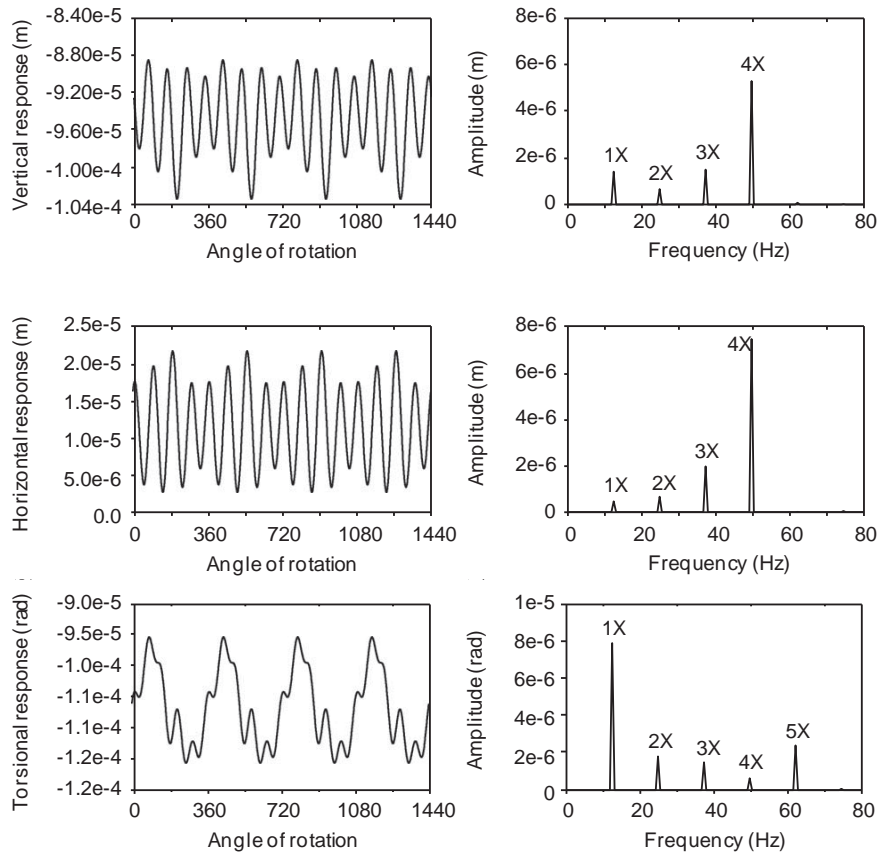 Vertical response (m)
-8.40e-5
-8.80e-5
-9.20e-5
-9.60e-5
-1.00e-4
-1.04e-4
0 360 720 1080 1440
Angle of rotation
Amplitude (m)
8e-6
6e-6
4e-6
2e-6
0
1X 2X 3X 4X
0 20 40 60 80
Frequency (Hz)
Horizontal response (m)
2.5e-5
2.0e-5
1.5e-5
1.0e-5
5.0e-6
0.0
0 360 720 1080 1440
Angle of rotation
Amplitude (m)
8e-6
6e-6
4e-6
2e-6
0
1X 2X 3X 4X
0 20 40 60 80
Frequency (Hz)
Torsional response (rad)
-9.0e-5
-9.5e-5
-1.0e-4
-1.1e-4
-1.1e-4
-1.2e-4
-1.2e-4
0 360 720 1080 1440
Angle of rotation
Amplitude (rad)
1e-5
8e-6
6e-6
4e-6
2e-6
0
1X 2X 3X 4X 5X
0 20 40 60 80
Frequency (Hz)